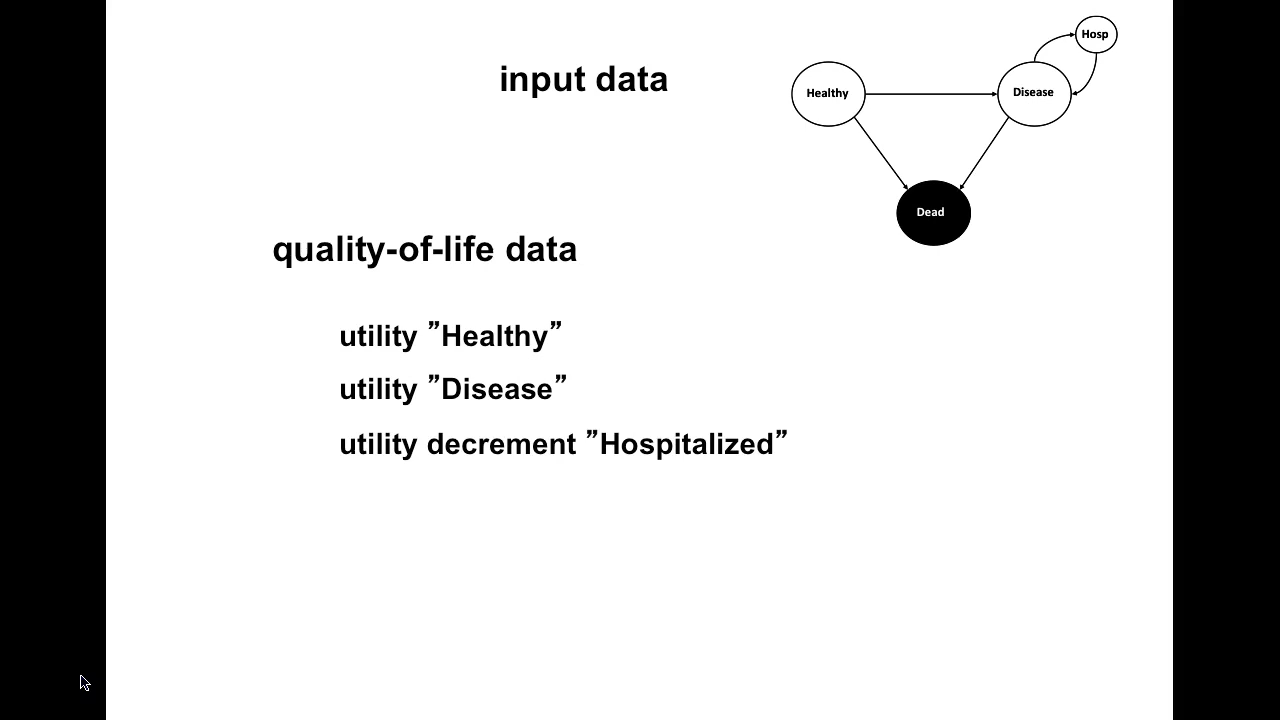 input data
Hosp
Healthy
Disease
Dead
quality-of-life data
utility ”Healthy”
utility ”Disease”
utility decrement ”Hospitalized”